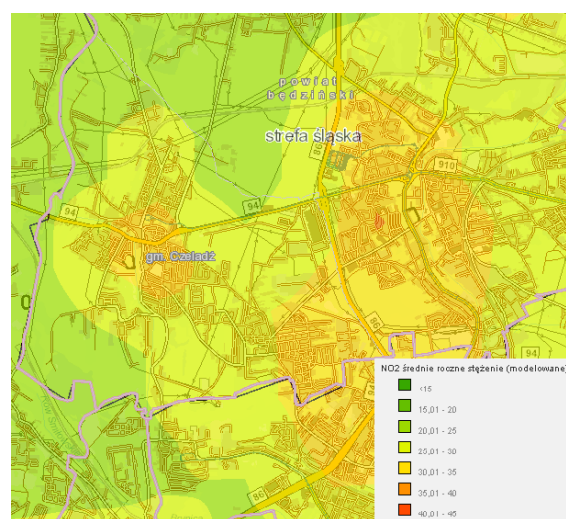 powiat
będziński
strefa śląska
910
94
94
gm. Czeladź
86
94
86
NO2 średnie roczne stężenie (modelowane)
<15
15,01 - 20
20,01 - 25
25,01 - 30
30,01 - 35
35,01 - 40
40,01 - 45